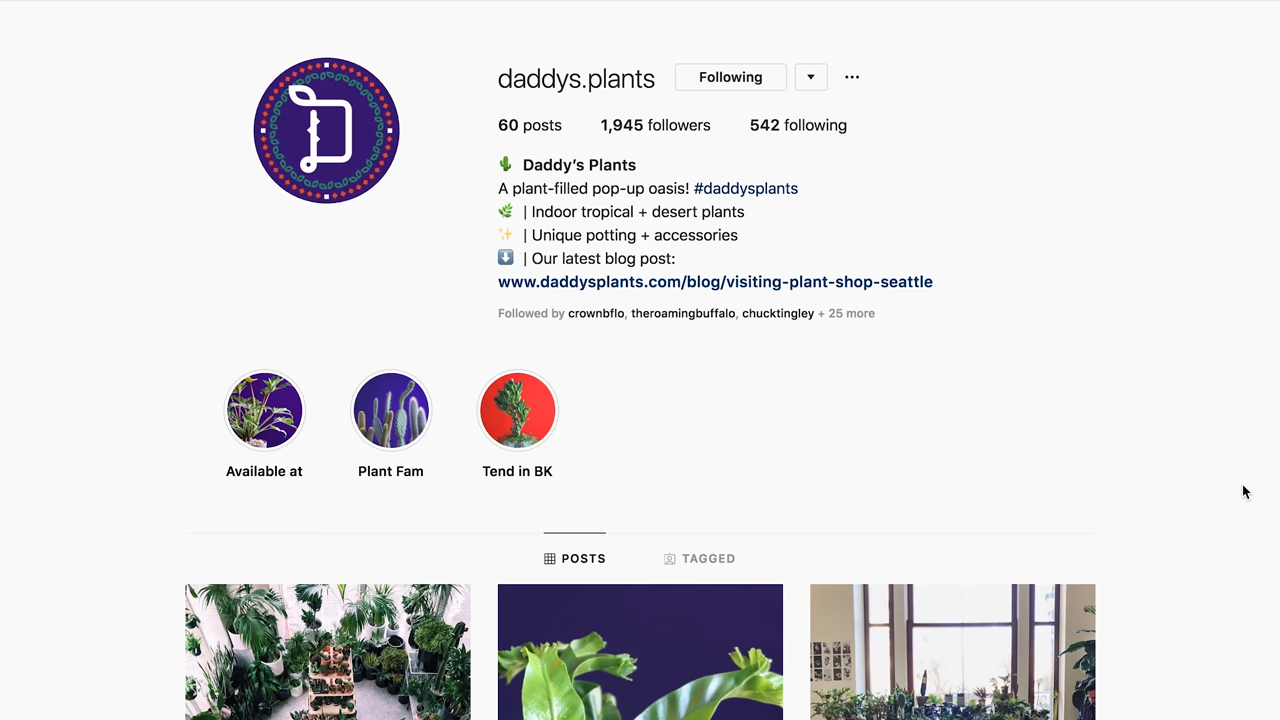 daddys.plants Following
60 posts 1,945 followers 542 following
Daddy's Plants
A plant-filled pop-up oasis! #daddysplants
| Indoor tropical + desert plants
| Unique potting + accessories
| Our latest blog post:
www.daddysplants.com/blog/visiting-plant-shop-seattle
Followed by crownbflo, theroamingbuffalo, chucktingley + 25 more
Available at Plant Fam Tend in BK
POSTS TAGGED